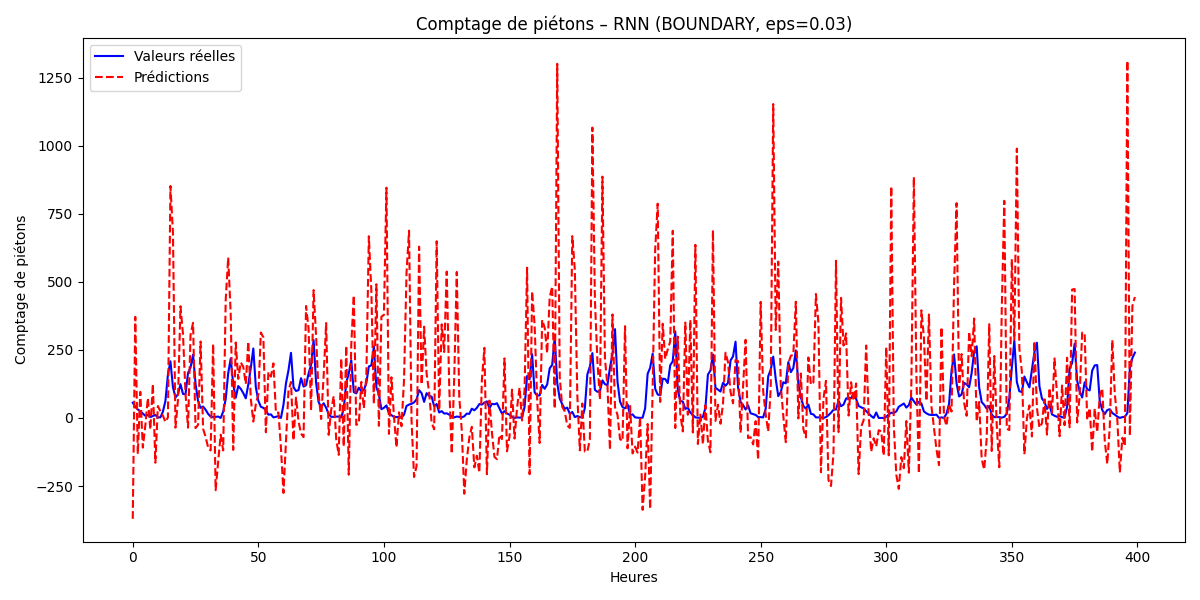 Comptage de piétons – RNN (BOUNDARY, eps=0.03)
Valeurs réelles
Prédictions
Comptage de piétons
1250
1000
750
500
250
0
−250
0 50 100 150 200 250 300 350 400
Heures